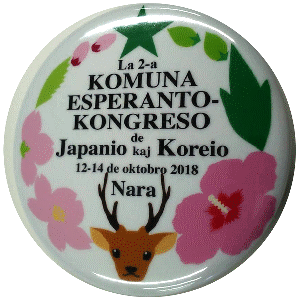 La 2-a
KOMUNA
ESPERANTO-
KONGRESO
de
Japanio kaj Koreio
12-14 de oktobro 2018
Nara